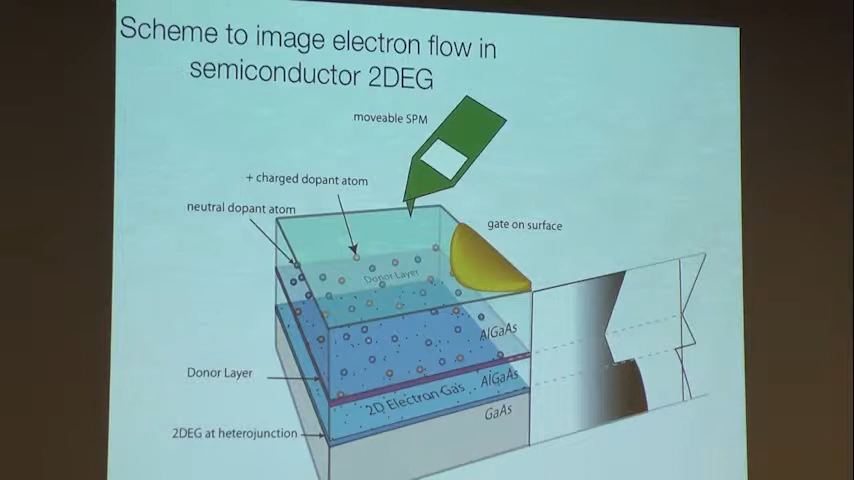 Scheme to image electron flow in
semiconductor 2DEG
moveable SPM
+ charged dopant atom
neutral dopant atom
gate on surface
Donor Layer
AlGaAs
Donor Layer
AlGaAs
2D Electron Gas
GaAs
2DEG at heterojunction